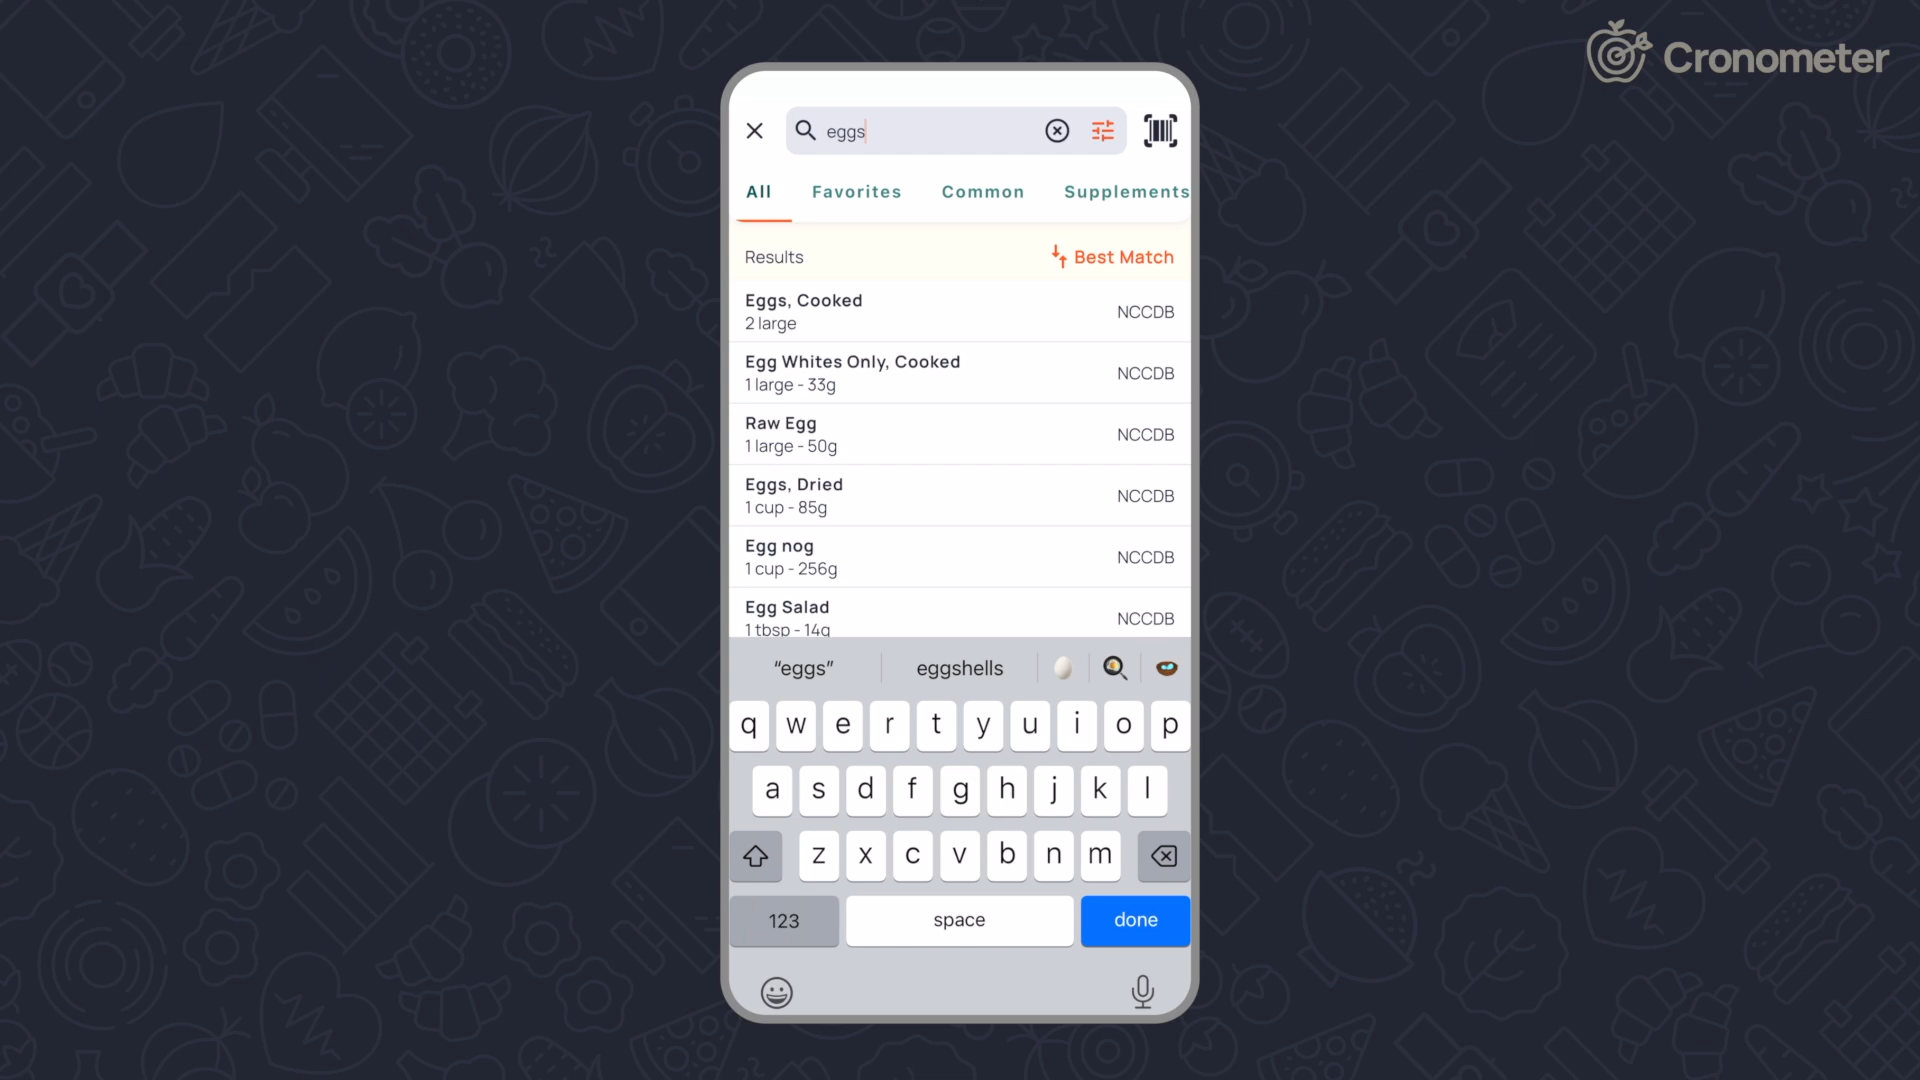 Cronometer
eggs
All Favorites Common Supplements
Results Best Match
Eggs, Cooked
2 large
NCCDB
Egg Whites Only, Cooked
1 large - 33g
NCCDB
Raw Egg
1 large - 50g
NCCDB
Eggs, Dried
1 cup - 85g
NCCDB
Egg nog
1 cup - 256g
NCCDB
Egg Salad
1 tbsp - 14g
NCCDB
“eggs” eggshells
q w e r t y u i o p
a s d f g h j k l
z x c v b n m
123 space done